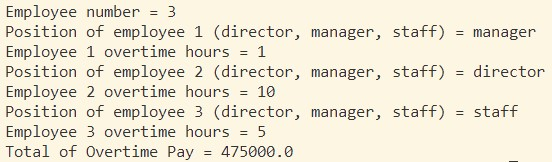 Employee number = 3
Position of employee 1 (director, manager, staff) = manager
Employee 1 overtime hours = 1
Position of employee 2 (director, manager, staff) = director
Employee 2 overtime hours = 10
Position of employee 3 (director, manager, staff) = staff
Employee 3 overtime hours = 5
Total of Overtime Pay = 475000.0